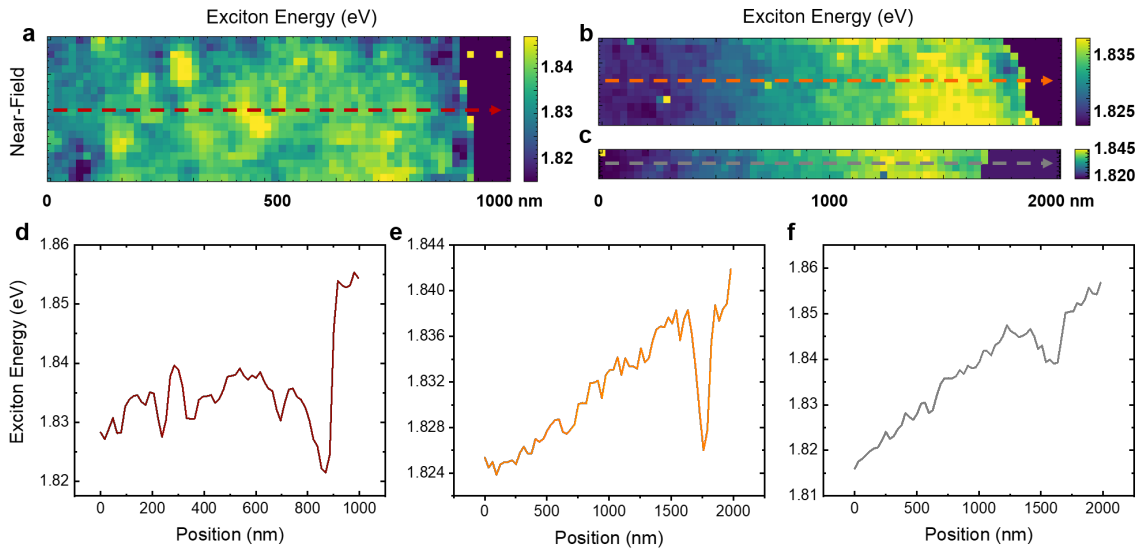 Exciton Energy (eV)
Exciton Energy (eV)
a
Near-Field
1.84
1.83
1.82
0
500
1000 nm
b
1.835
1.825
c
1.845
1.820
0
1000
2000 nm
d
Exciton Energy (eV)
1.86
1.85
1.84
1.83
1.82
0
200
400
600
800
1000
Position (nm)
e
1.844
1.840
1.836
1.832
1.828
1.824
0
500
1000
1500
2000
Position (nm)
f
1.86
1.85
1.84
1.83
1.82
1.81
0
500
1000
1500
2000
Position (nm)